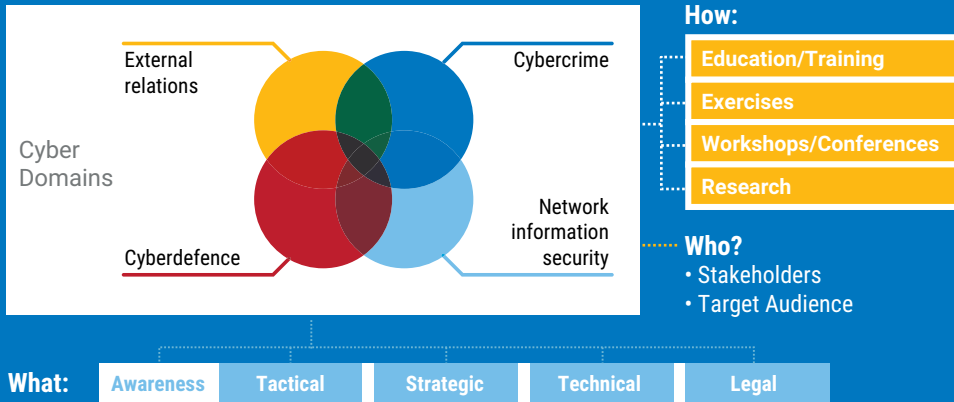 How:
External
relations
Cybercrime
Education/Training
Exercises
Workshops/Conferences
Research
Cyber
Domains
Network
information
security
Cyberdefence
Who?
• Stakeholders
• Target Audience
What:
Awareness
Tactical
Strategic
Technical
Legal